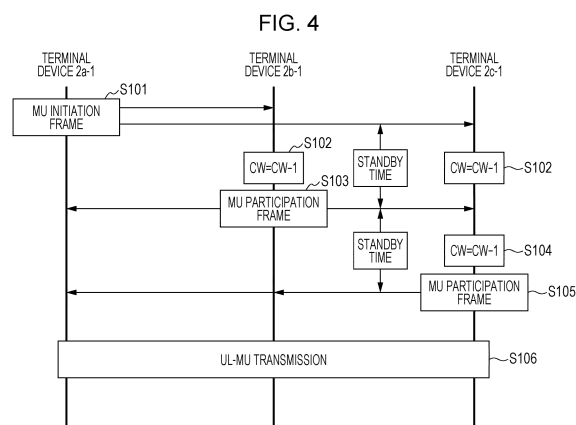 FIG. 4
TERMINAL
DEVICE 2a-1
TERMINAL
DEVICE 2b-1
TERMINAL
DEVICE 2c-1
S101
MU INITIATION
FRAME
S102
CW=CW-1
STANDBY
TIME
CW=CW-1
S102
S103
MU PARTICIPATION
FRAME
STANDBY
TIME
CW=CW-1
S104
MU PARTICIPATION
FRAME
S105
UL-MU TRANSMISSION
S106